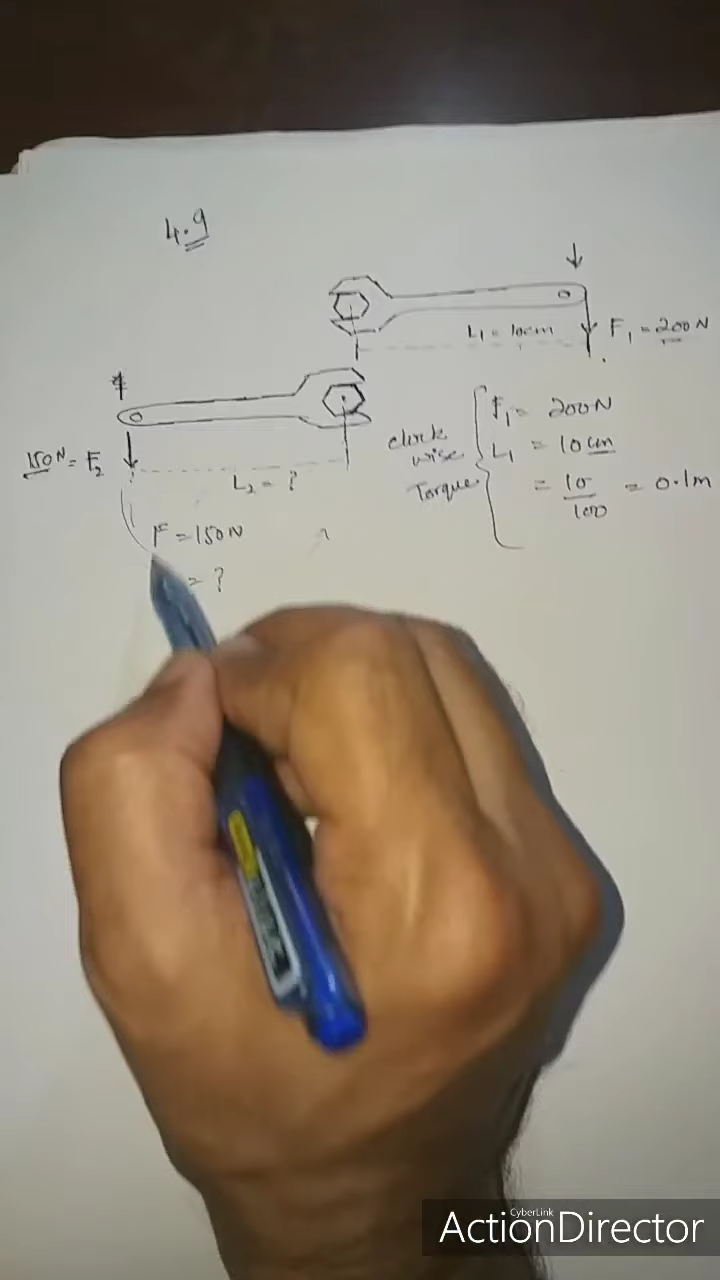 4.9
L1 = 10cm
F1 = 200N
150N = F2
L2 = ?
clock
wise
Torque
F1 = 200N
L1 = 10cm
= 10/100 = 0.1m
F = 150N
= ?
CyberLink
ActionDirector